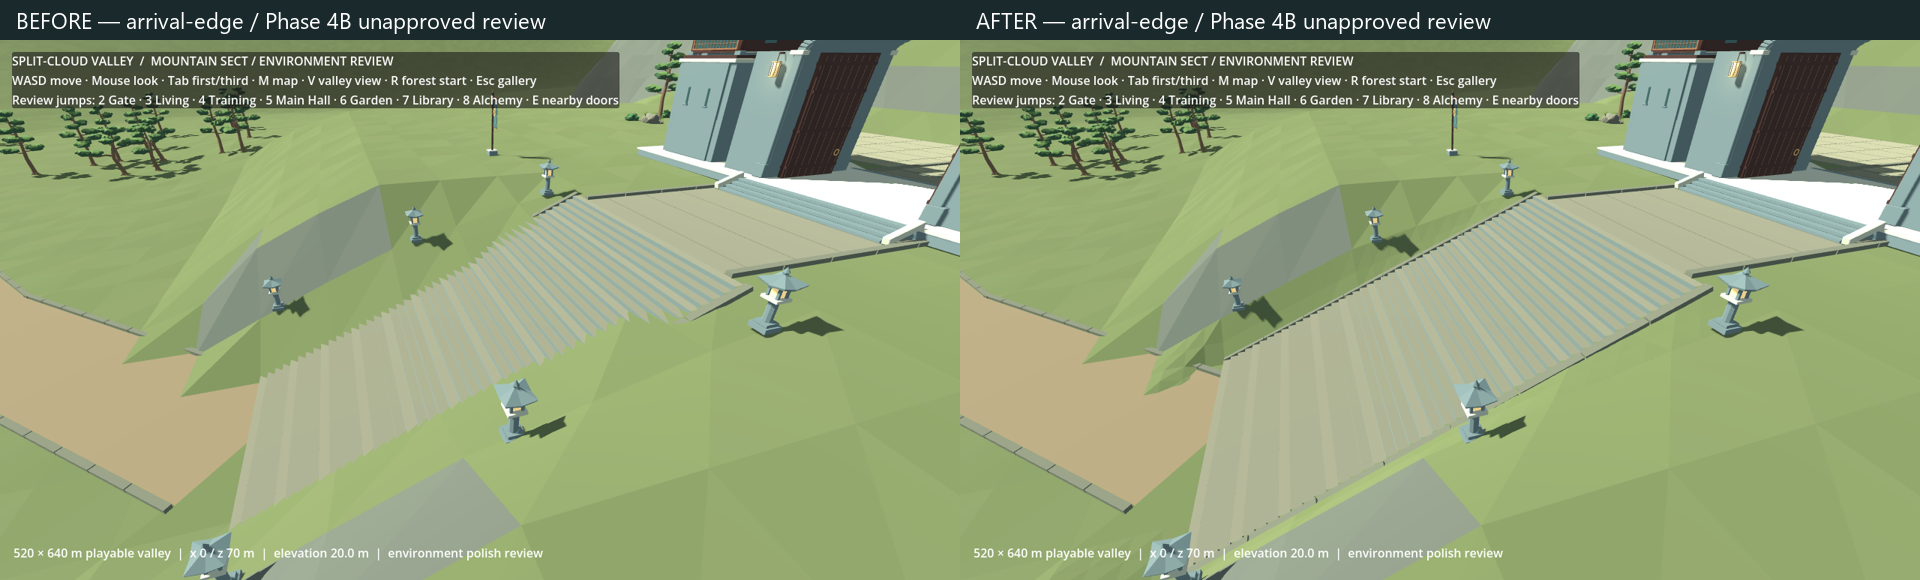 BEFORE — arrival-edge / Phase 4B unapproved review
SPLIT-CLOUD VALLEY / MOUNTAIN SECT / ENVIRONMENT REVIEW
WASD move · Mouse look · Tab first/third · M map · V valley view · R forest start · Esc gallery
Review jumps: 2 Gate · 3 Living · 4 Training · 5 Main Hall · 6 Garden · 7 Library · 8 Alchemy · E nearby doors
520 × 640 m playable valley | x 0 / z 70 m | elevation 20.0 m | environment polish review
AFTER — arrival-edge / Phase 4B unapproved review
SPLIT-CLOUD VALLEY / MOUNTAIN SECT / ENVIRONMENT REVIEW
WASD move · Mouse look · Tab first/third · M map · V valley view · R forest start · Esc gallery
Review jumps: 2 Gate · 3 Living · 4 Training · 5 Main Hall · 6 Garden · 7 Library · 8 Alchemy · E nearby doors
520 × 640 m playable valley | x 0 / z 70 m | elevation 20.0 m | environment polish review